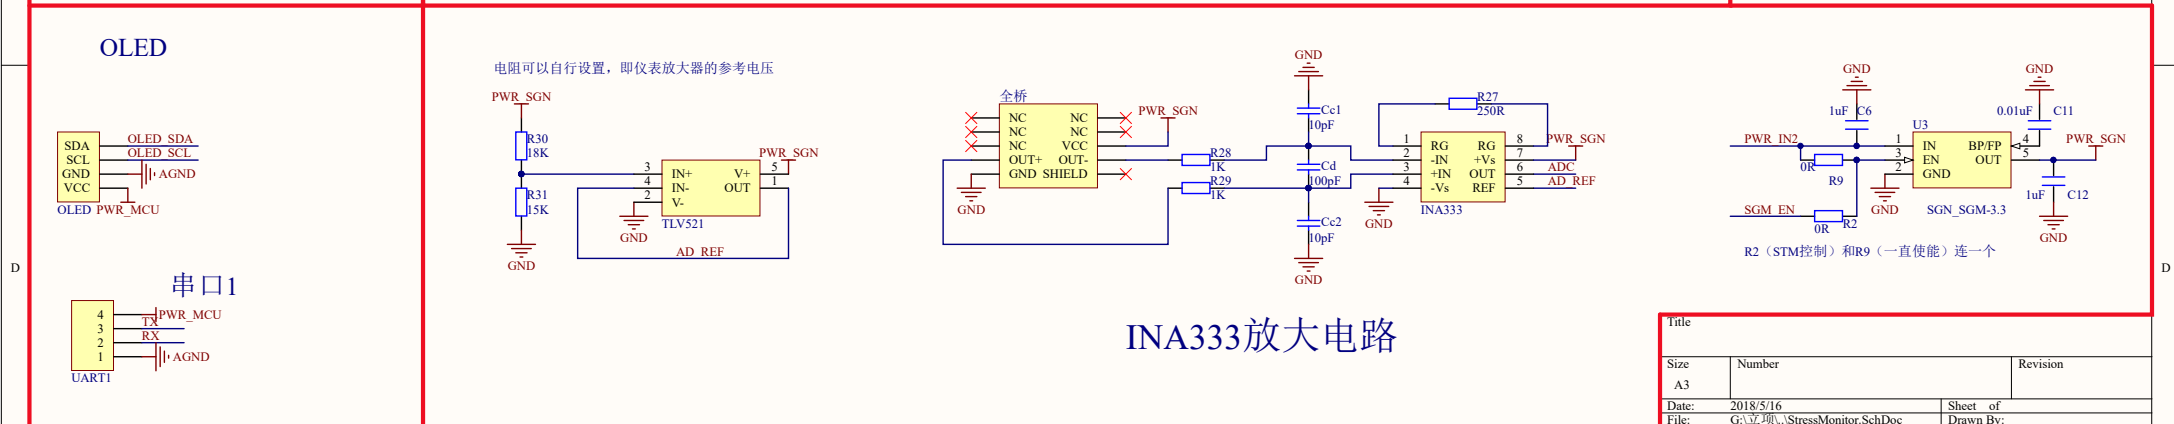 OLED
SDA
SCL
GND
VCC
OLED_SDA
OLED_SCL
AGND
PWR_MCU
OLED
串口1
4
3
2
1
PWR_MCU
TX
RX
AGND
UART1
D
电阻可以自行设置，即仪表放大器的参考电压
PWR_SGN
R30
18K
R31
15K
GND
3
4
2
IN+
IN-
V-
V+
OUT
5
1
PWR_SGN
GND
TLV521
AD_REF
全桥
NC
NC
NC
OUT+
GND
NC
NC
VCC
OUT-
SHIELD
PWR_SGN
GND
R28
1K
R29
1K
GND
Cc1
10pF
Cd
100pF
Cc2
10pF
GND
R27
250R
1
2
3
4
RG
-IN
+IN
-Vs
RG
+Vs
OUT
REF
8
7
6
5
PWR_SGN
ADC
AD_REF
GND
INA333
INA333放大电路
GND
1uF
C6
PWR_IN2
0R
R9
SGM_EN
0R
R2
U3
1
3
2
IN
EN
GND
BP/FP
OUT
4
5
GND
SGN_SGM-3.3
GND
0.01uF
C11
PWR_SGN
1uF
C12
GND
R2（STM控制）和R9（一直使能）连一个
D
Title
Size
Number
Revision
A3
Date:
2018/5/16
Sheet of
File:
G:\立项\..\StressMonitor.SchDoc
Drawn By: